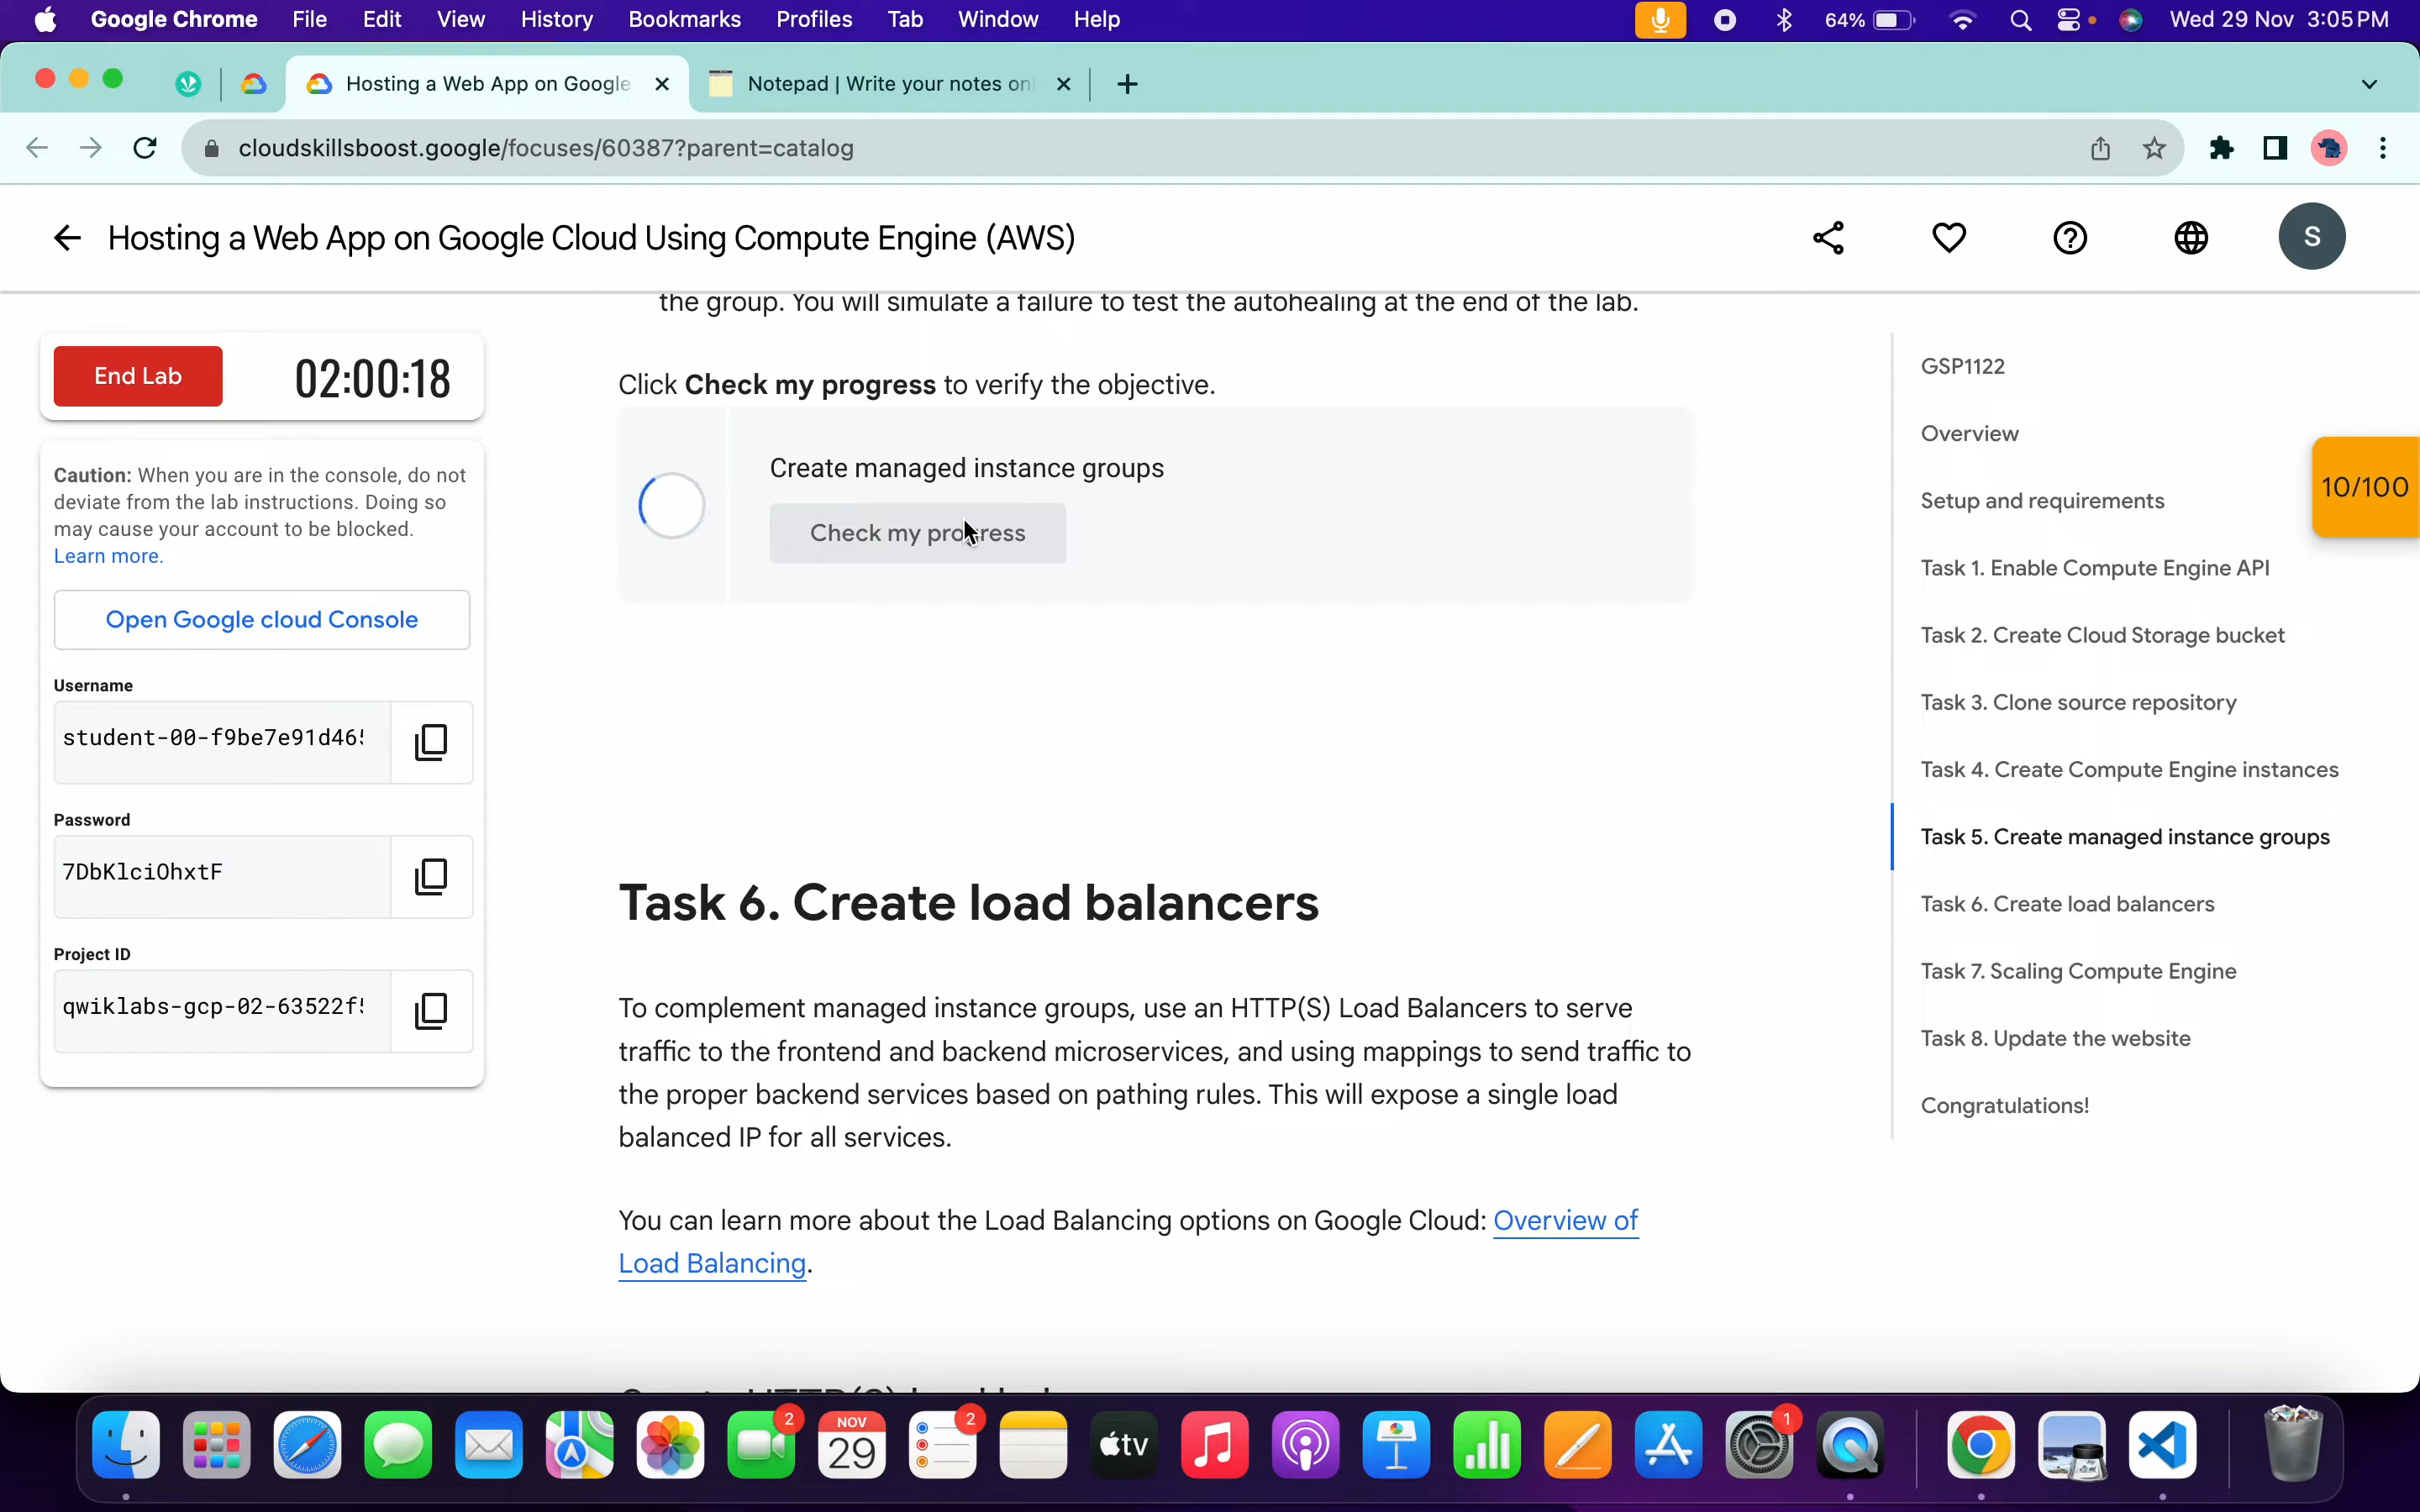 Google Chrome File Edit View History Bookmarks Profiles Tab Window Help 64% Wed 29 Nov 3:05 PM
Hosting a Web App on Google
Notepad | Write your notes on
cloudskillsboost.google/focuses/60387?parent=catalog
Hosting a Web App on Google Cloud Using Compute Engine (AWS)
S
the group. You will simulate a failure to test the autohealing at the end of the lab.
End Lab
02:00:18
Caution: When you are in the console, do not
deviate from the lab instructions. Doing so
may cause your account to be blocked.
Learn more.
Open Google cloud Console
Username
student-00-f9be7e91d465
Password
7DbKlciOhxtF
Project ID
qwiklabs-gcp-02-63522f5
Click Check my progress to verify the objective.
Create managed instance groups
Check my progress
Task 6. Create load balancers
To complement managed instance groups, use an HTTP(S) Load Balancers to serve
traffic to the frontend and backend microservices, and using mappings to send traffic to
the proper backend services based on pathing rules. This will expose a single load
balanced IP for all services.
You can learn more about the Load Balancing options on Google Cloud: Overview of
Load Balancing.
GSP1122
Overview
Setup and requirements
Task 1. Enable Compute Engine API
Task 2. Create Cloud Storage bucket
Task 3. Clone source repository
Task 4. Create Compute Engine instances
Task 5. Create managed instance groups
Task 6. Create load balancers
Task 7. Scaling Compute Engine
Task 8. Update the website
Congratulations!
10/100
2
NOV
29
2
tv
1